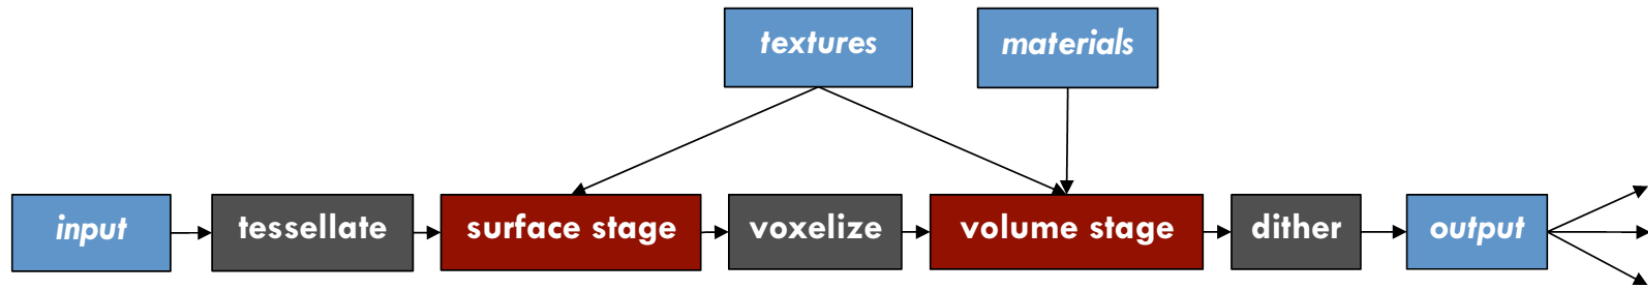 textures
materials
input
tessellate
surface stage
voxelize
volume stage
dither
output